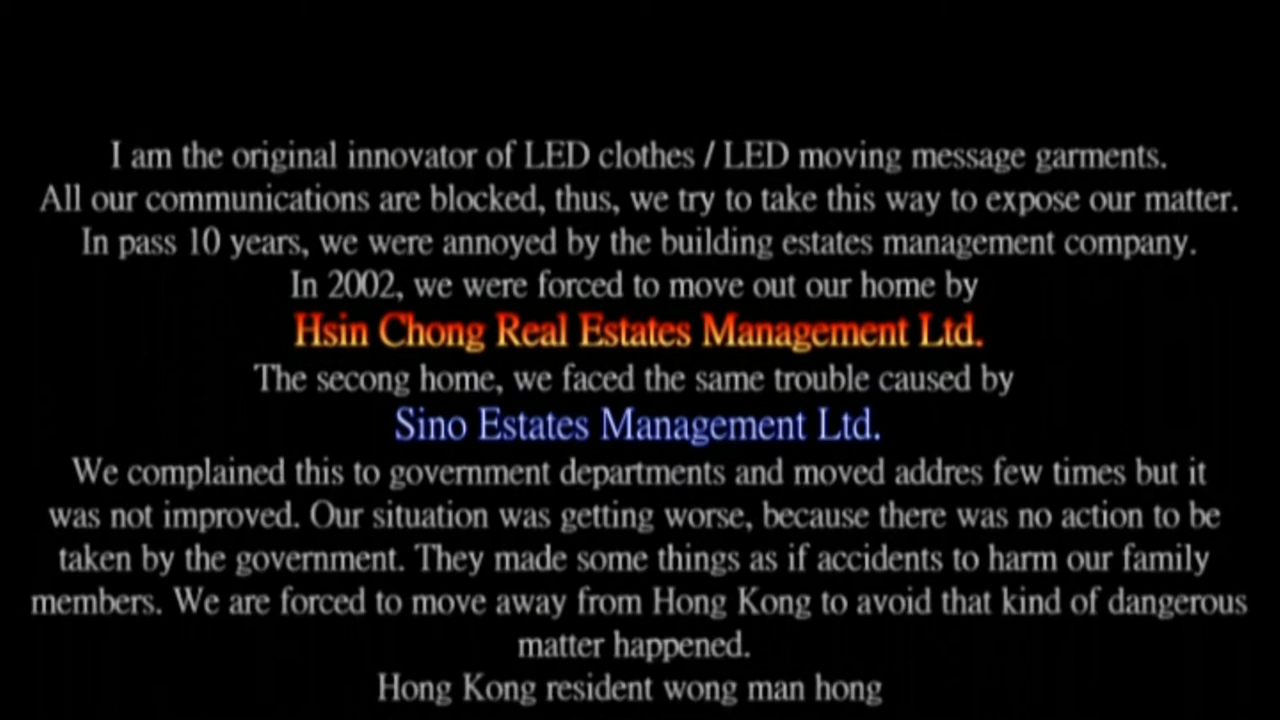 I am the original innovator of LED clothes / LED moving message garments.
All our communications are blocked, thus, we try to take this way to expose our matter.
In pass 10 years, we were annoyed by the building estates management company.
In 2002, we were forced to move out our home by
Hsin Chong Real Estates Management Ltd.
The secong home, we faced the same trouble caused by
Sino Estates Management Ltd.
We complained this to government departments and moved addres few times but it
was not improved. Our situation was getting worse, because there was no action to be
taken by the government. They made some things as if accidents to harm our family
members. We are forced to move away from Hong Kong to avoid that kind of dangerous
matter happened.
Hong Kong resident wong man hong